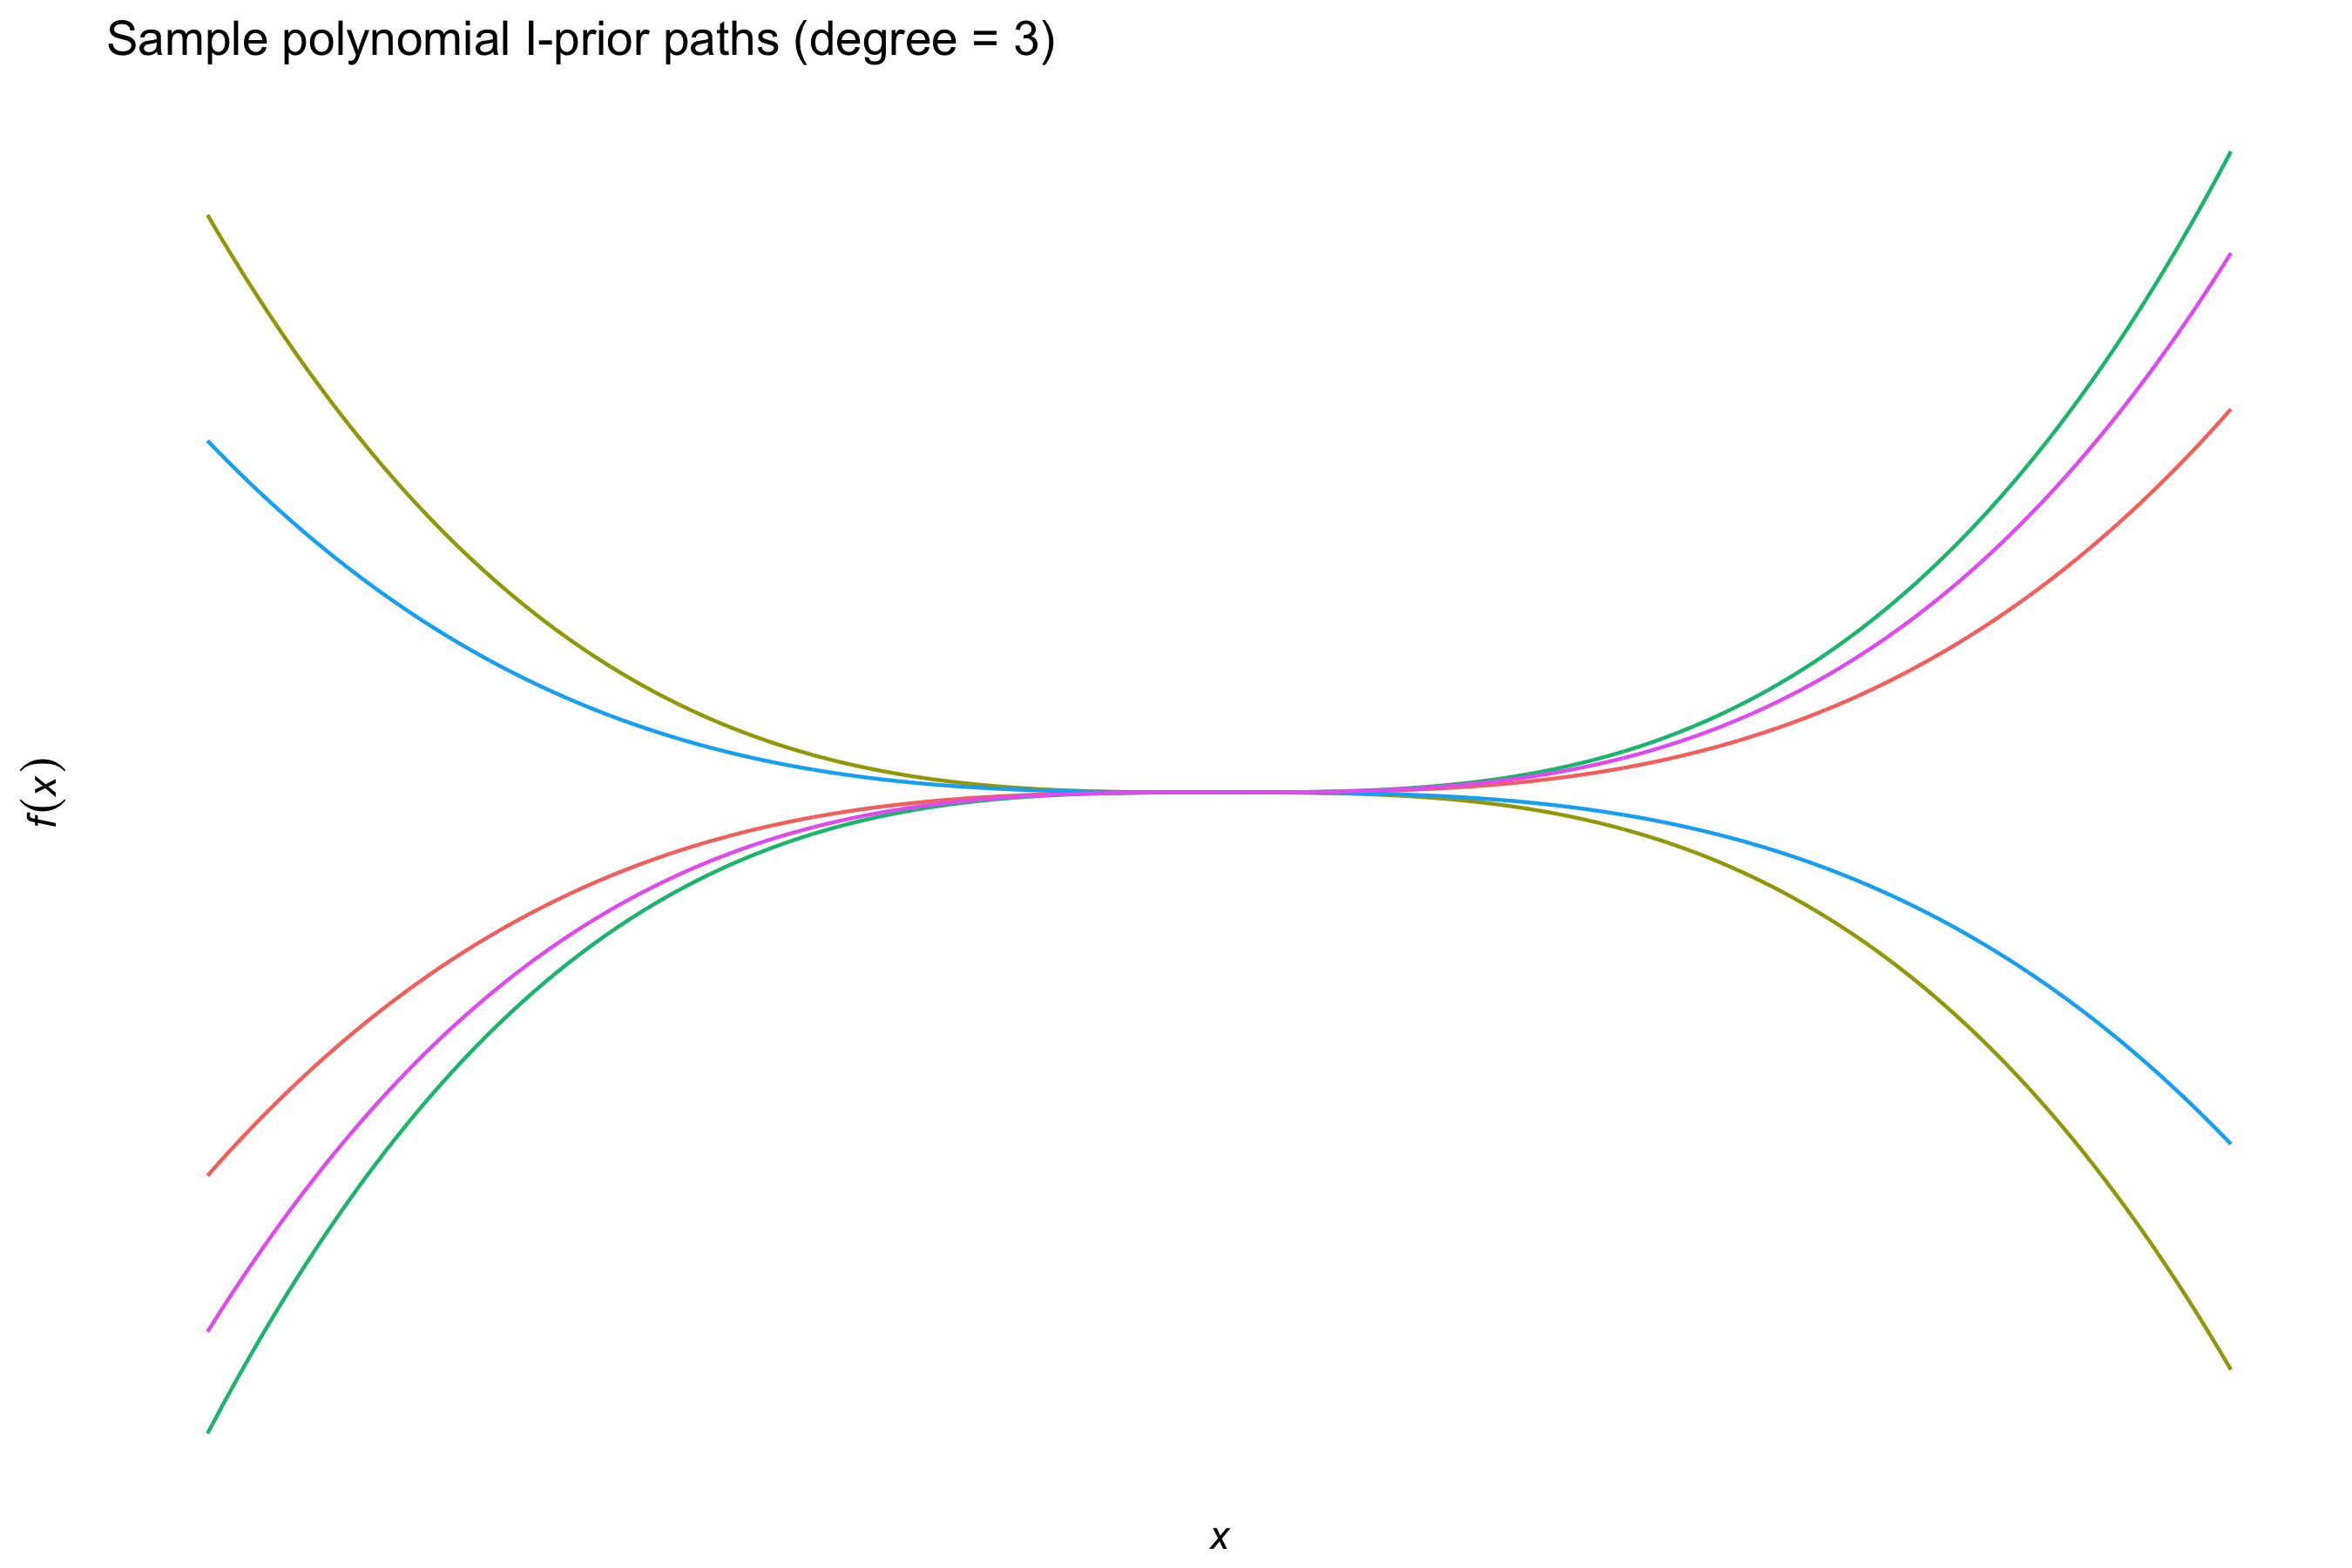 Sample polynomial I-prior paths (degree = 3)
f(x)
x